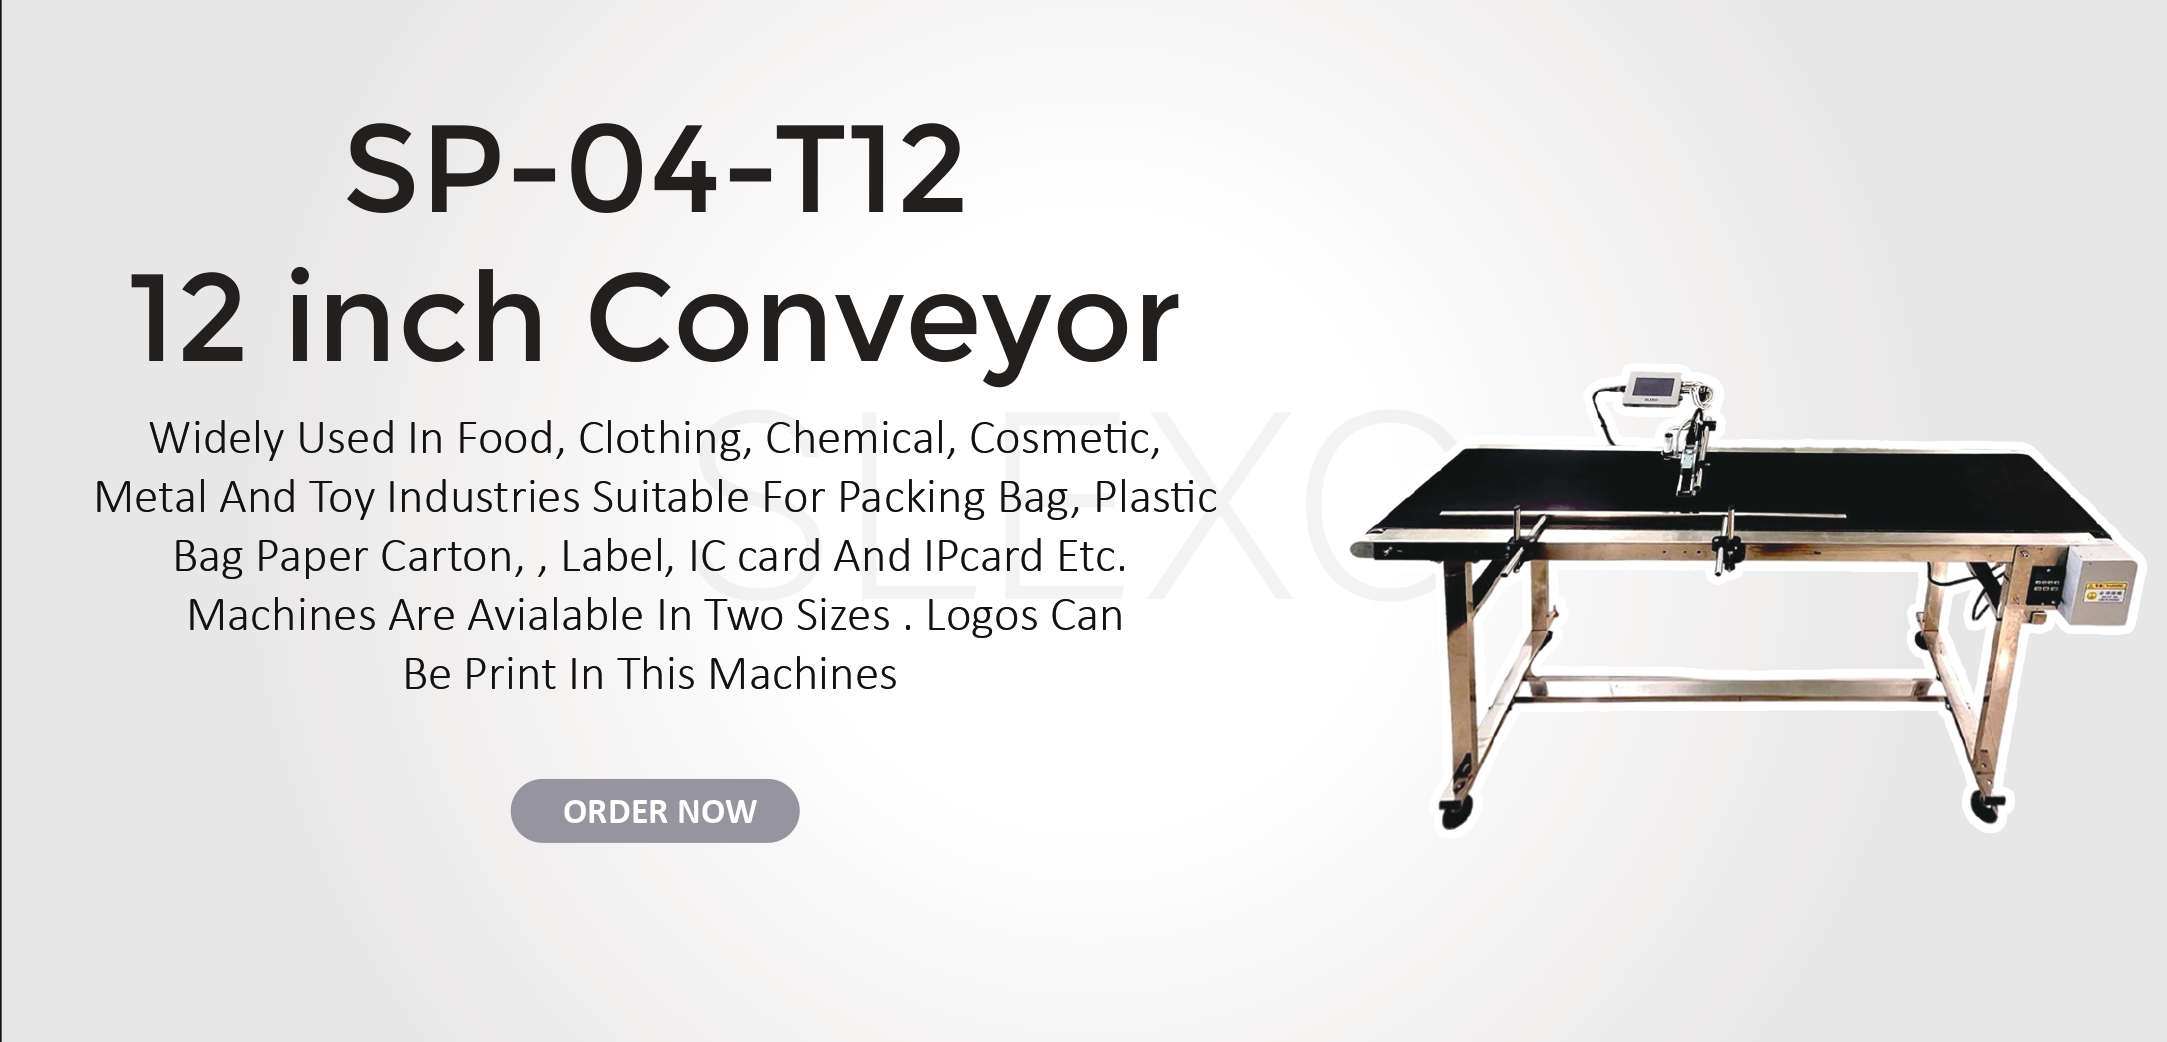 SP-04-T12
12 inch Conveyor
Widely Used In Food, Clothing, Chemical, Cosmetic,
Metal And Toy Industries Suitable For Packing Bag, Plastic
Bag Paper Carton, , Label, IC card And IPcard Etc.
Machines Are Avialable In Two Sizes . Logos Can
Be Print In This Machines
ORDER NOW
SLEXO